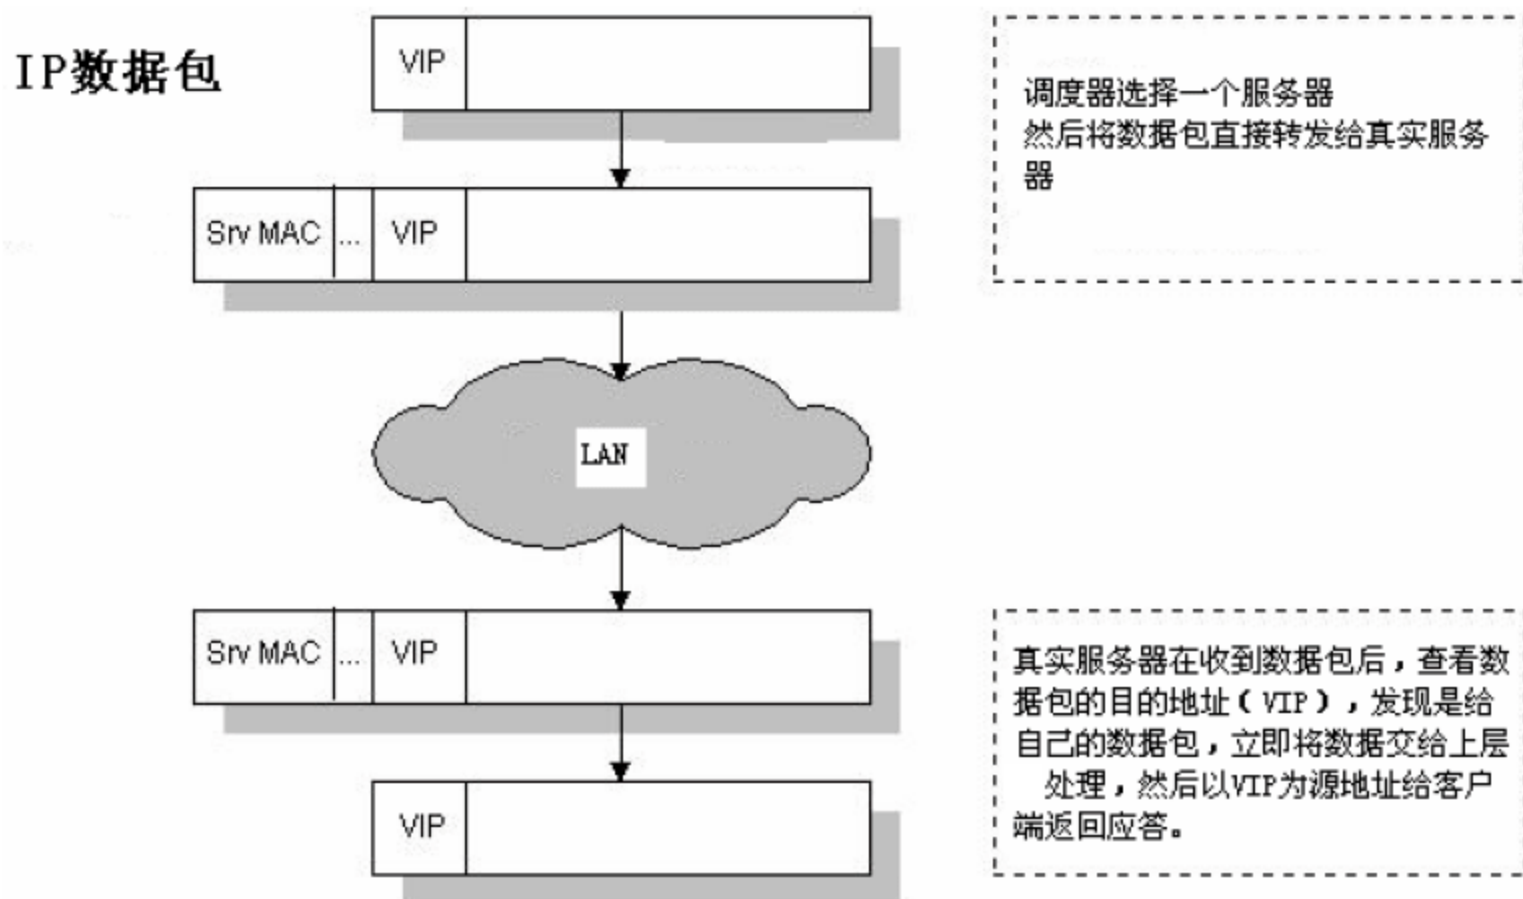 IP数据包
VIP
调度器选择一个服务器
然后将数据包直接转发给真实服务
器
Srv MAC ... VIP
LAN
Srv MAC ... VIP
真实服务器在收到数据包后，查看数
据包的目的地址（VIP），发现是给
自己的数据包，立即将数据交给上层
处理，然后以VIP为源地址给客户
端返回应答。
VIP